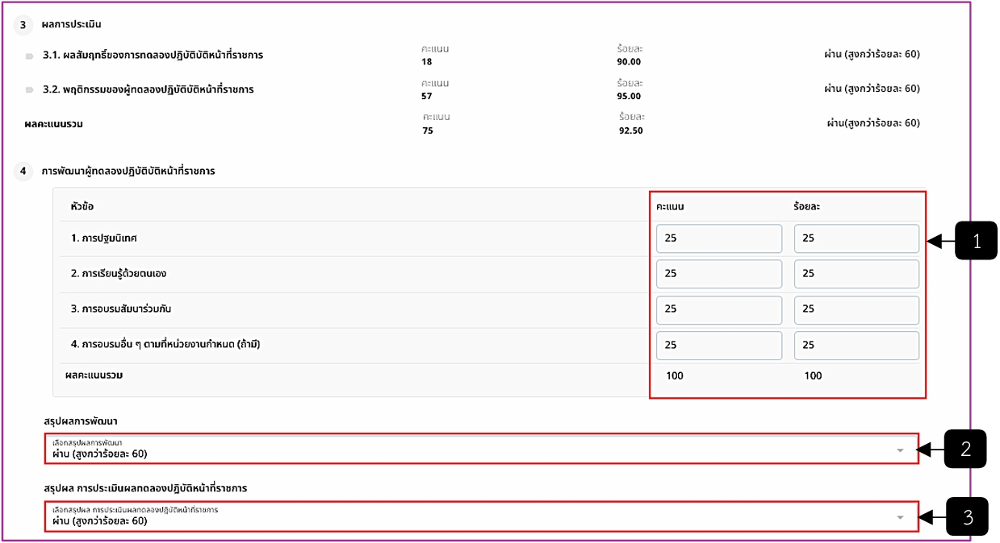 3 ผลการประเมิน
3.1. ผลสัมฤทธิ์ของการทดลองปฏิบัติบัติหน้าที่ราชการ คะแนน 18 ร้อยละ 90.00 ผ่าน (สูงกว่าร้อยละ 60)
3.2. พฤติกรรมของผู้ทดลองปฏิบัติบัติหน้าที่ราชการ คะแนน 57 ร้อยละ 95.00 ผ่าน (สูงกว่าร้อยละ 60)
ผลคะแนนรวม คะแนน 75 ร้อยละ 92.50 ผ่าน(สูงกว่าร้อยละ 60)
4 การพัฒนาผู้ทดลองปฏิบัติบัติหน้าที่ราชการ
หัวข้อ คะแนน ร้อยละ
1. การปฐมนิเทศ 25 25 1
2. การเรียนรู้ด้วยตนเอง 25 25
3. การอบรมสัมนาร่วมกัน 25 25
4. การอบรมอื่น ๆ ตามที่หน่วยงานกำหนด (ถ้ามี) 25 25
ผลคะแนนรวม 100 100
สรุปผลการพัฒนา
เลือกสรุปผลการพัฒนา
ผ่าน (สูงกว่าร้อยละ 60) 2
สรุปผล การประเมินผลทดลองปฏิบัติหน้าที่ราชการ
เลือกสรุปผล การประเมินผลทดลองปฏิบัติหน้าที่ราชการ
ผ่าน (สูงกว่าร้อยละ 60) 3